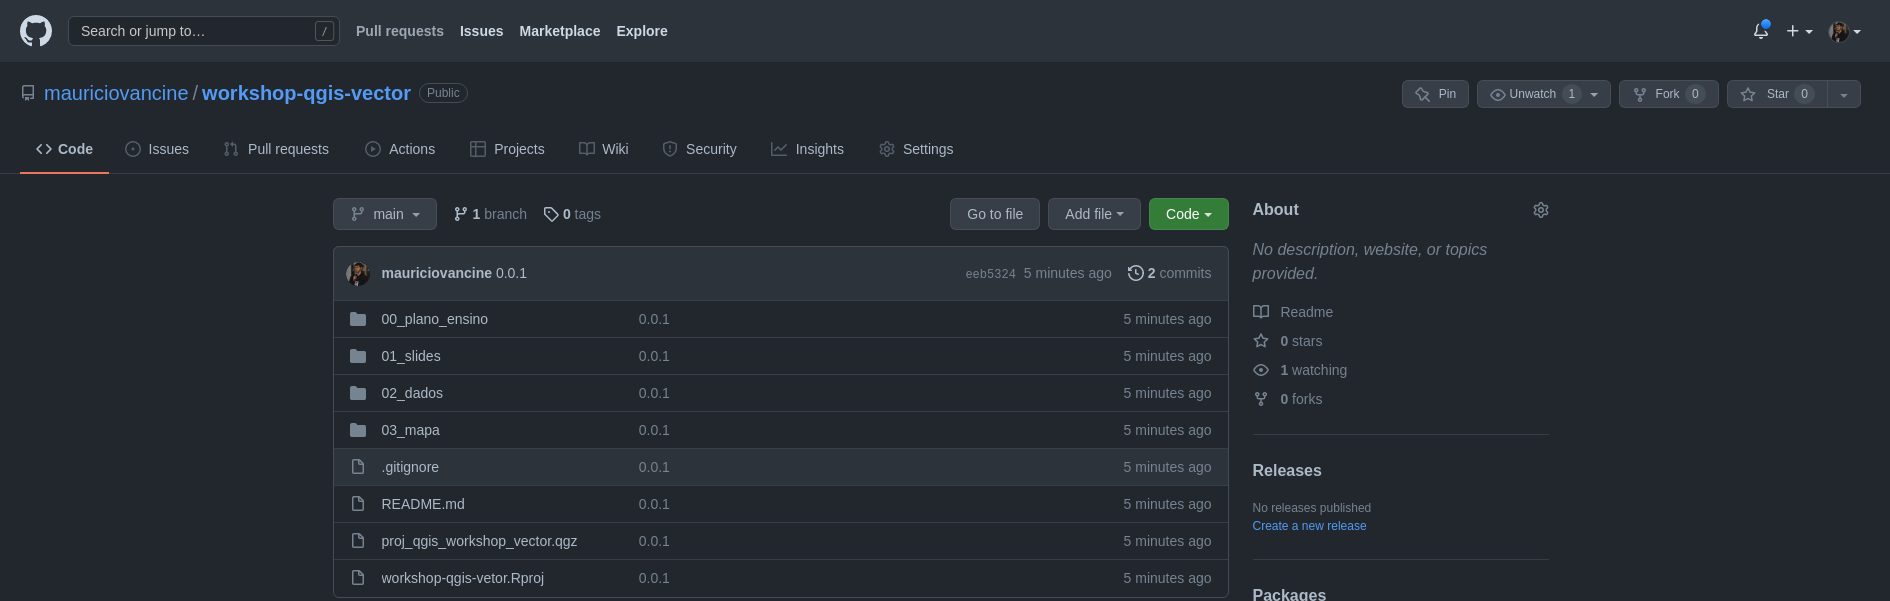 Search or jump to… / Pull requests Issues Marketplace Explore
mauriciovancine / workshop-qgis-vector Public Pin Unwatch 1 Fork 0 Star 0
Code Issues Pull requests Actions Projects Wiki Security Insights Settings
main 1 branch 0 tags Go to file Add file Code
mauriciovancine 0.0.1 eeb5324 5 minutes ago 2 commits
00_plano_ensino 0.0.1 5 minutes ago
01_slides 0.0.1 5 minutes ago
02_dados 0.0.1 5 minutes ago
03_mapa 0.0.1 5 minutes ago
.gitignore 0.0.1 5 minutes ago
README.md 0.0.1 5 minutes ago
proj_qgis_workshop_vector.qgz 0.0.1 5 minutes ago
workshop-qgis-vetor.Rproj 0.0.1 5 minutes ago
About
No description, website, or topics
provided.
Readme
0 stars
1 watching
0 forks
Releases
No releases published
Create a new release
Packages